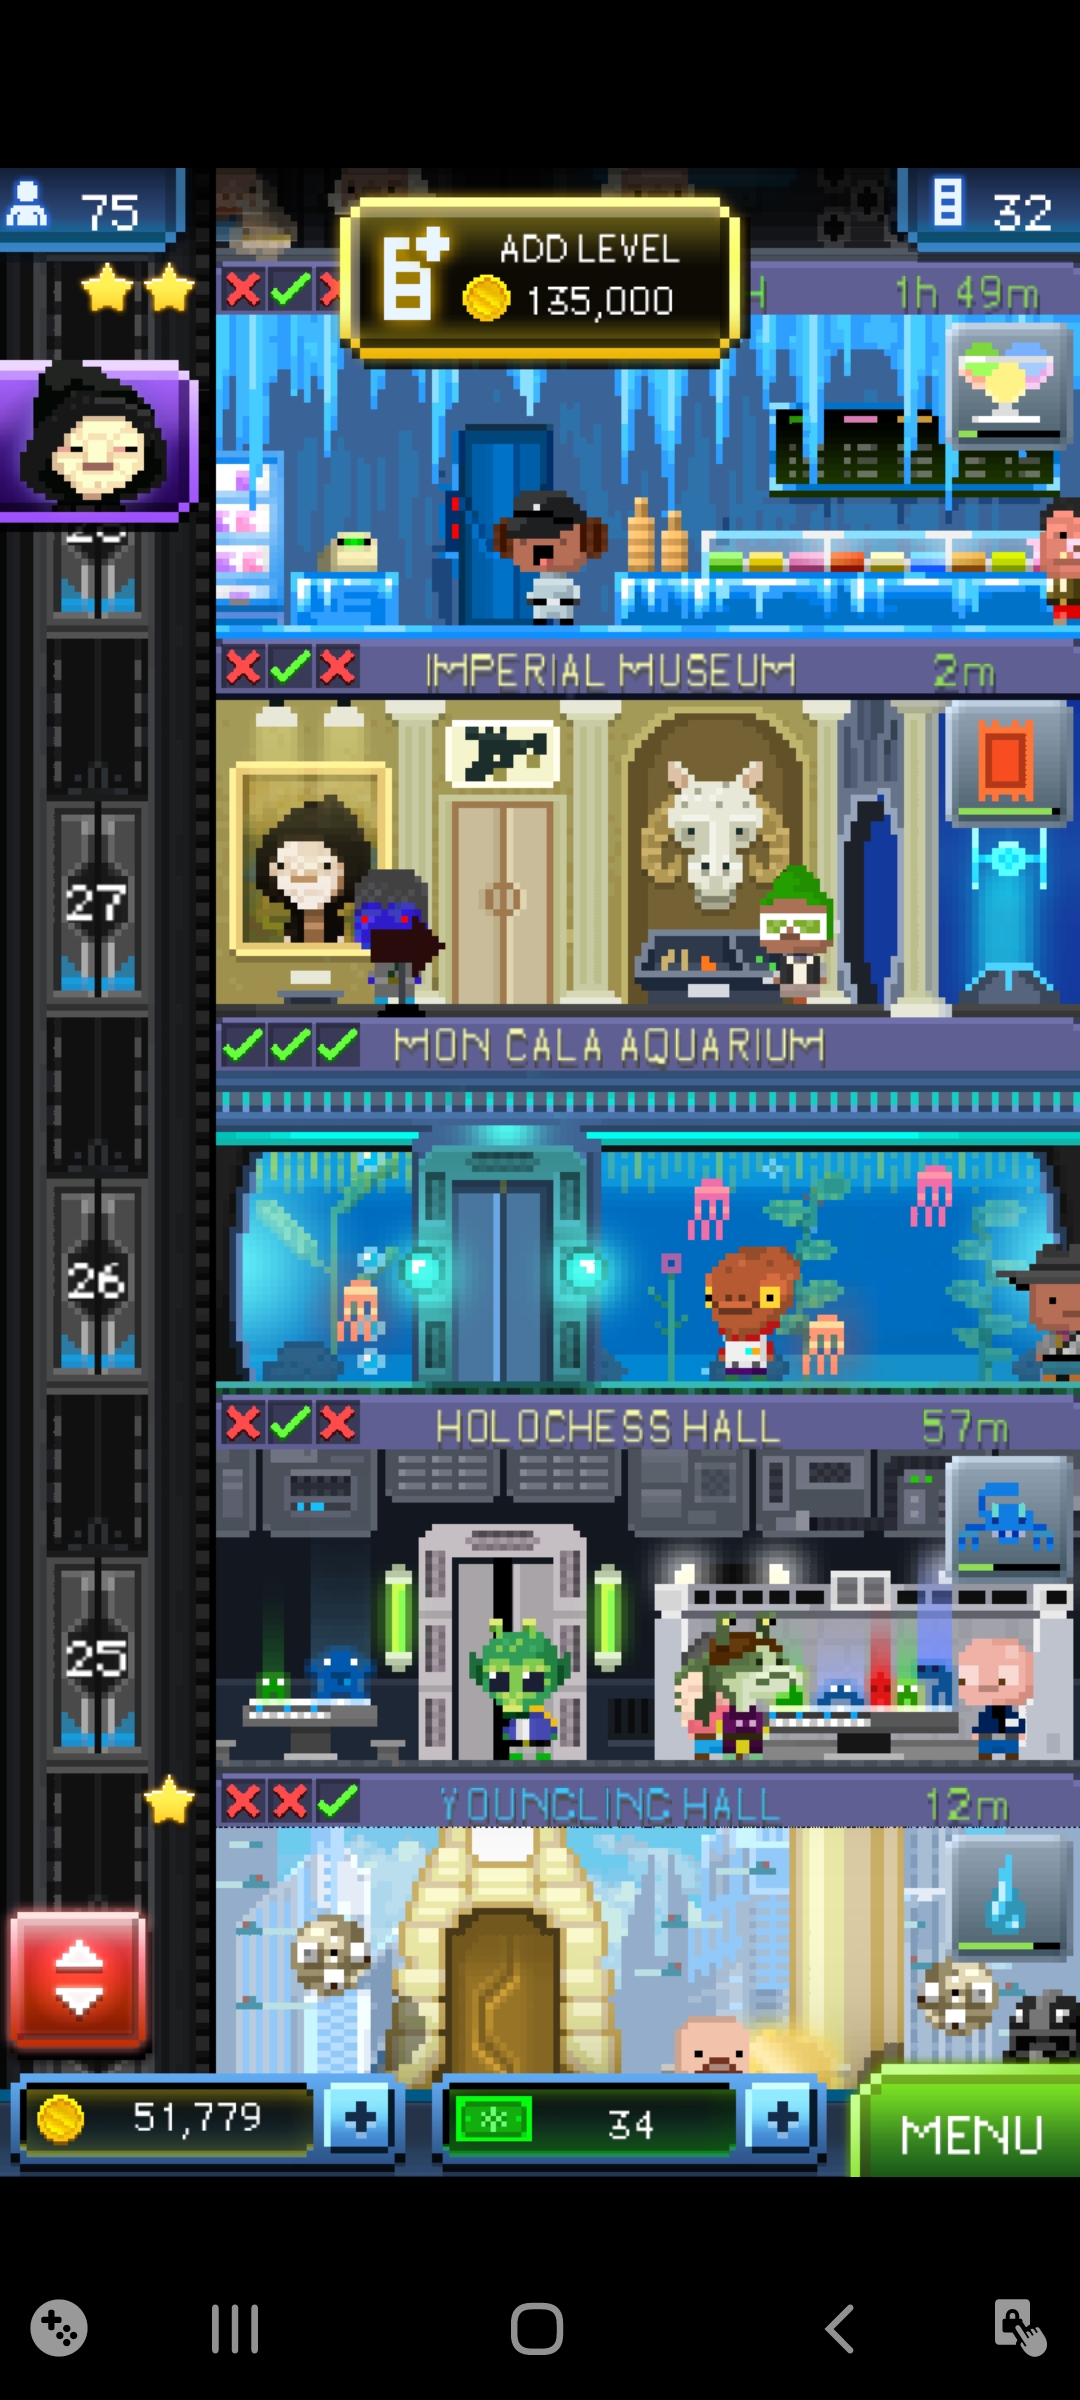 75
32
ADD LEVEL
135,000
1h 49m
IMPERIAL MUSEUM 2m
27
MON CALA AQUARIUM
26
HOLOCHESS HALL 57m
25
YOUNGLING HALL 12m
51,779
34
MENU